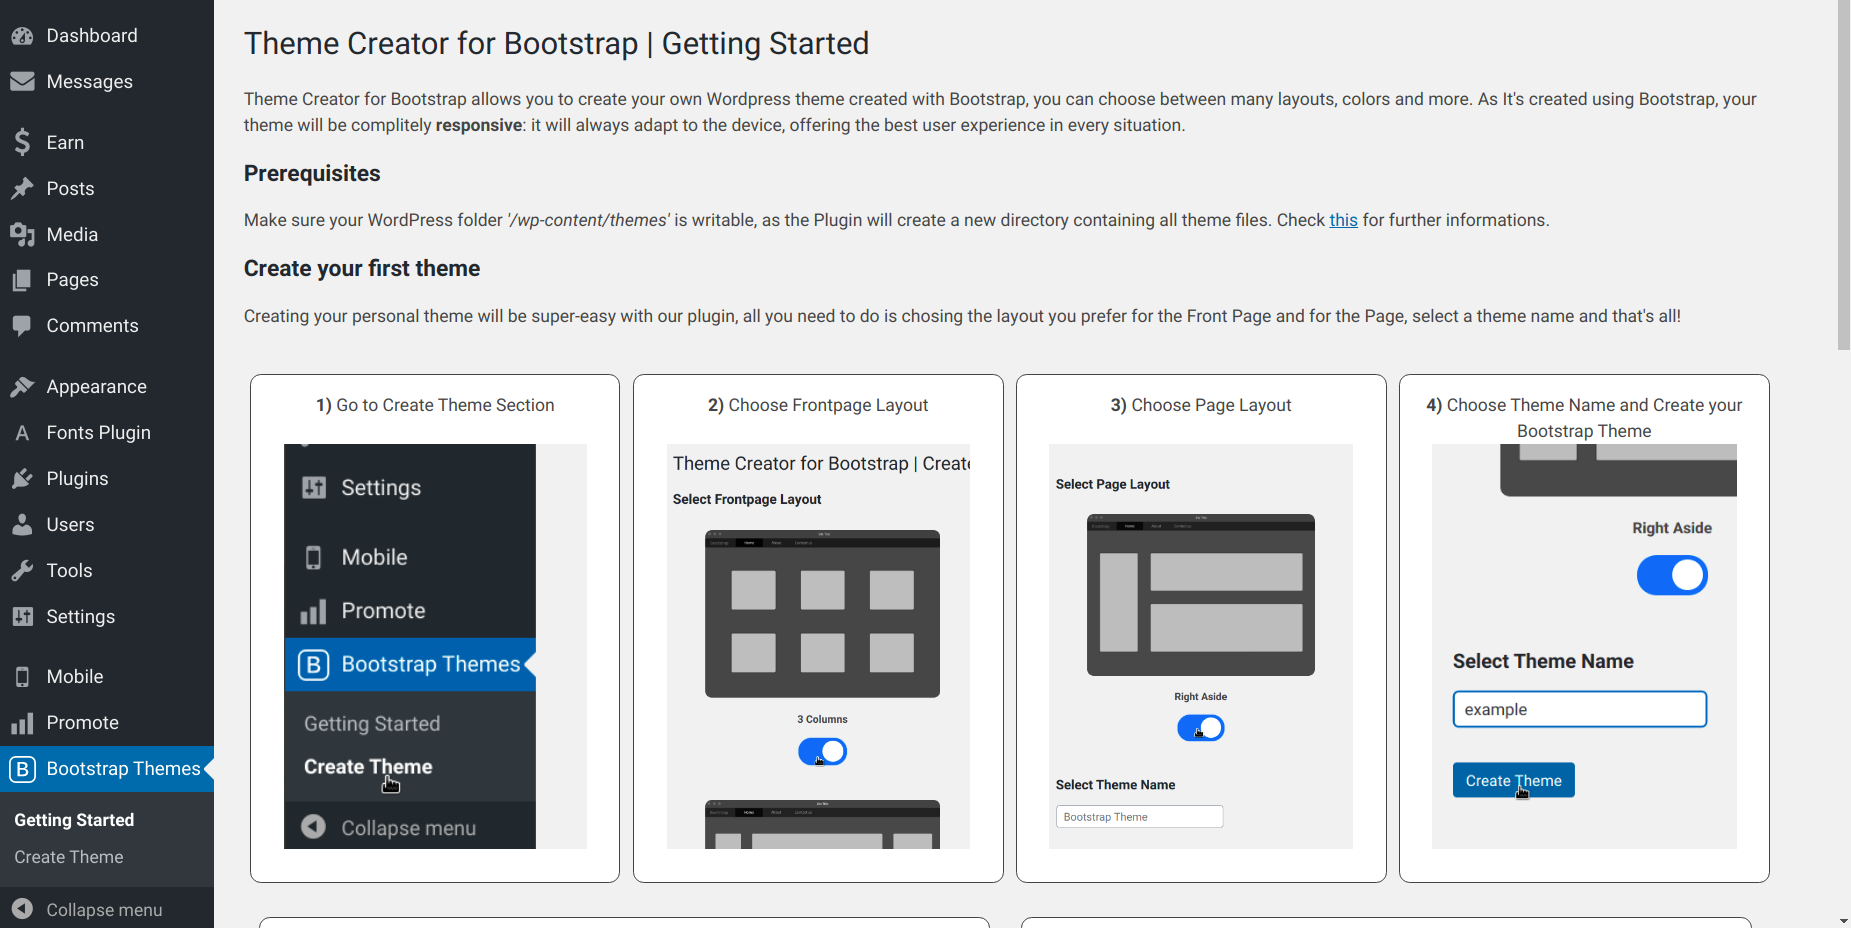 Dashboard
Messages
Earn
Posts
Media
Pages
Comments
Appearance
Fonts Plugin
Plugins
Users
Tools
Settings
Mobile
Promote
Bootstrap Themes
Getting Started
Create Theme
Collapse menu
Theme Creator for Bootstrap | Getting Started
Theme Creator for Bootstrap allows you to create your own Wordpress theme created with Bootstrap, you can choose between many layouts, colors and more. As It's created using Bootstrap, your
theme will be complitely responsive: it will always adapt to the device, offering the best user experience in every situation.
Prerequisites
Make sure your WordPress folder '/wp-content/themes' is writable, as the Plugin will create a new directory containing all theme files. Check this for further informations.
Create your first theme
Creating your personal theme will be super-easy with our plugin, all you need to do is chosing the layout you prefer for the Front Page and for the Page, select a theme name and that's all!
1) Go to Create Theme Section
Settings
Mobile
Promote
Bootstrap Themes
Getting Started
Create Theme
Collapse menu
2) Choose Frontpage Layout
Theme Creator for Bootstrap | Create
Select Frontpage Layout
3 Columns
3) Choose Page Layout
Select Page Layout
Right Aside
Select Theme Name
Bootstrap Theme
4) Choose Theme Name and Create your
Bootstrap Theme
Right Aside
Select Theme Name
example
Create Theme